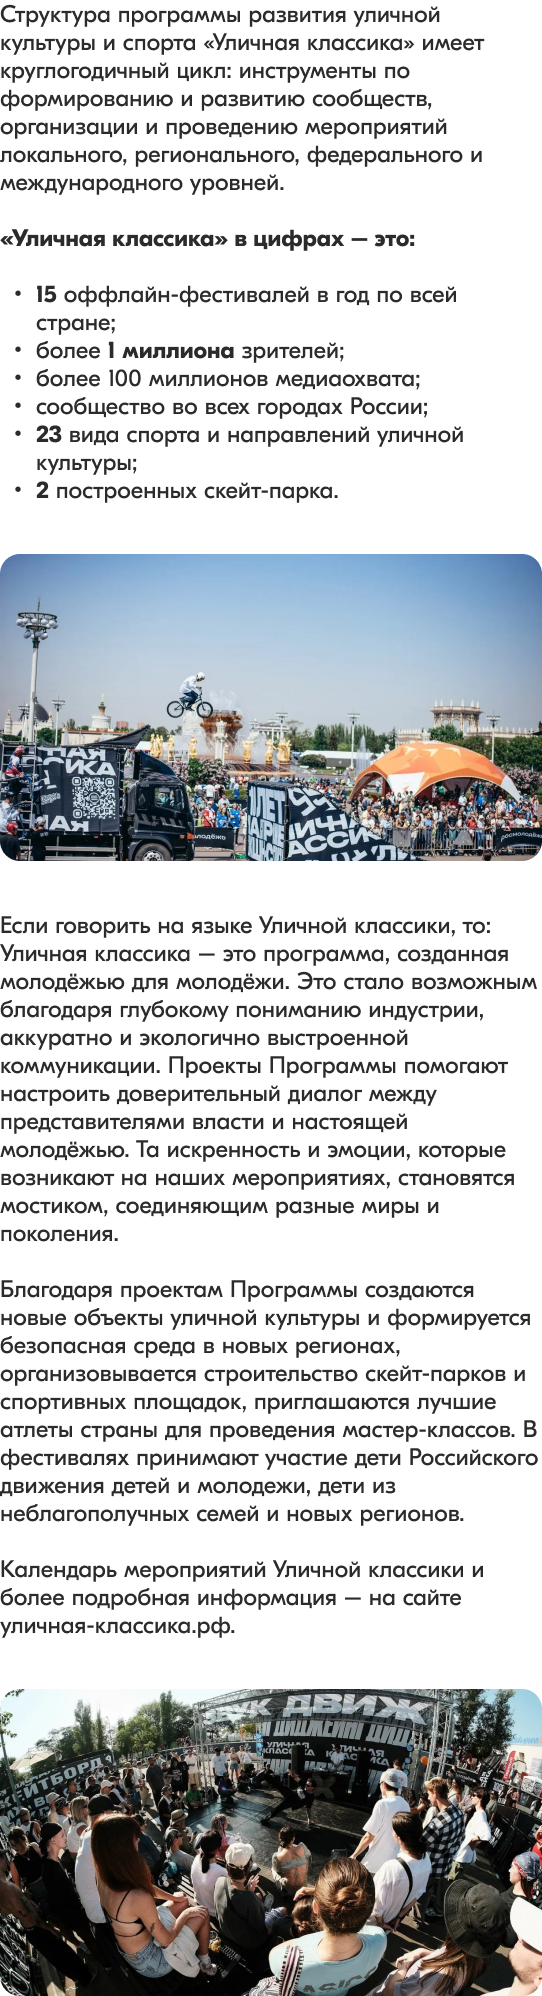 Структура программы развития уличной
культуры и спорта «Уличная классика» имеет
круглогодичный цикл: инструменты по
формированию и развитию сообществ,
организации и проведению мероприятий
локального, регионального, федерального и
международного уровней.
«Уличная классика» в цифрах – это:
• 15 оффлайн-фестивалей в год по всей
стране;
• более 1 миллиона зрителей;
• более 100 миллионов медиаохвата;
• сообщество во всех городах России;
• 23 вида спорта и направлений уличной
культуры;
• 2 построенных скейт-парка.
Если говорить на языке Уличной классики, то:
Уличная классика – это программа, созданная
молодёжью для молодёжи. Это стало возможным
благодаря глубокому пониманию индустрии,
аккуратно и экологично выстроенной
коммуникации. Проекты Программы помогают
настроить доверительный диалог между
представителями власти и настоящей
молодёжью. Та искренность и эмоции, которые
возникают на наших мероприятиях, становятся
мостиком, соединяющим разные миры и
поколения.
Благодаря проектам Программы создаются
новые объекты уличной культуры и формируется
безопасная среда в новых регионах,
организовывается строительство скейт-парков и
спортивных площадок, приглашаются лучшие
атлеты страны для проведения мастер-классов. В
фестивалях принимают участие дети Российского
движения детей и молодежи, дети из
неблагополучных семей и новых регионов.
Календарь мероприятий Уличной классики и
более подробная информация – на сайте
уличная-классика.рф.
ДВИЖ
УЛИЧНАЯ
КЛАССИКА